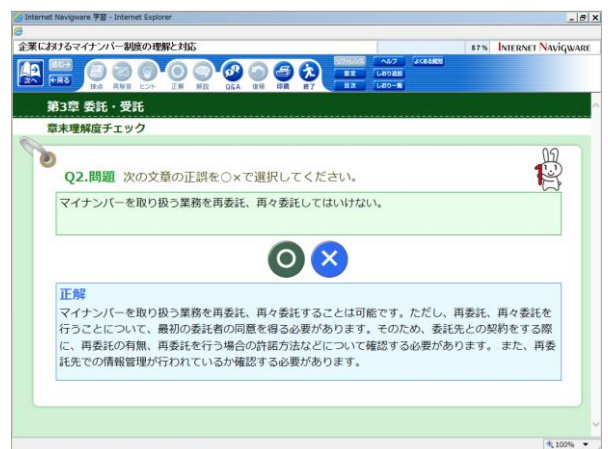 Internet Navigware 学習 - Internet Explorer
企業におけるマイナンバー制度の理解と対応
87% INTERNET NAVIGWARE
次へ 進む→ ←戻る 採点 再解答 ヒント 正解 解説 Q&A 復帰 印刷 終了 リファレンス ヘルプ よくある質問
設定 しおり追加
目次 しおり一覧
第3章 委託・受託
章末理解度チェック
Q2.問題 次の文章の正誤を○×で選択してください。
マイナンバーを取り扱う業務を再委託、再々委託してはいけない。
正解
マイナンバーを取り扱う業務を再委託、再々委託することは可能です。ただし、再委託、再々委託を
行うことについて、最初の委託者の同意を得る必要があります。そのため、委託先との契約をする際
に、再委託の有無、再委託を行う場合の許諾方法などについて確認する必要があります。 また、再委
託先での情報管理が行われているか確認する必要があります。
100%